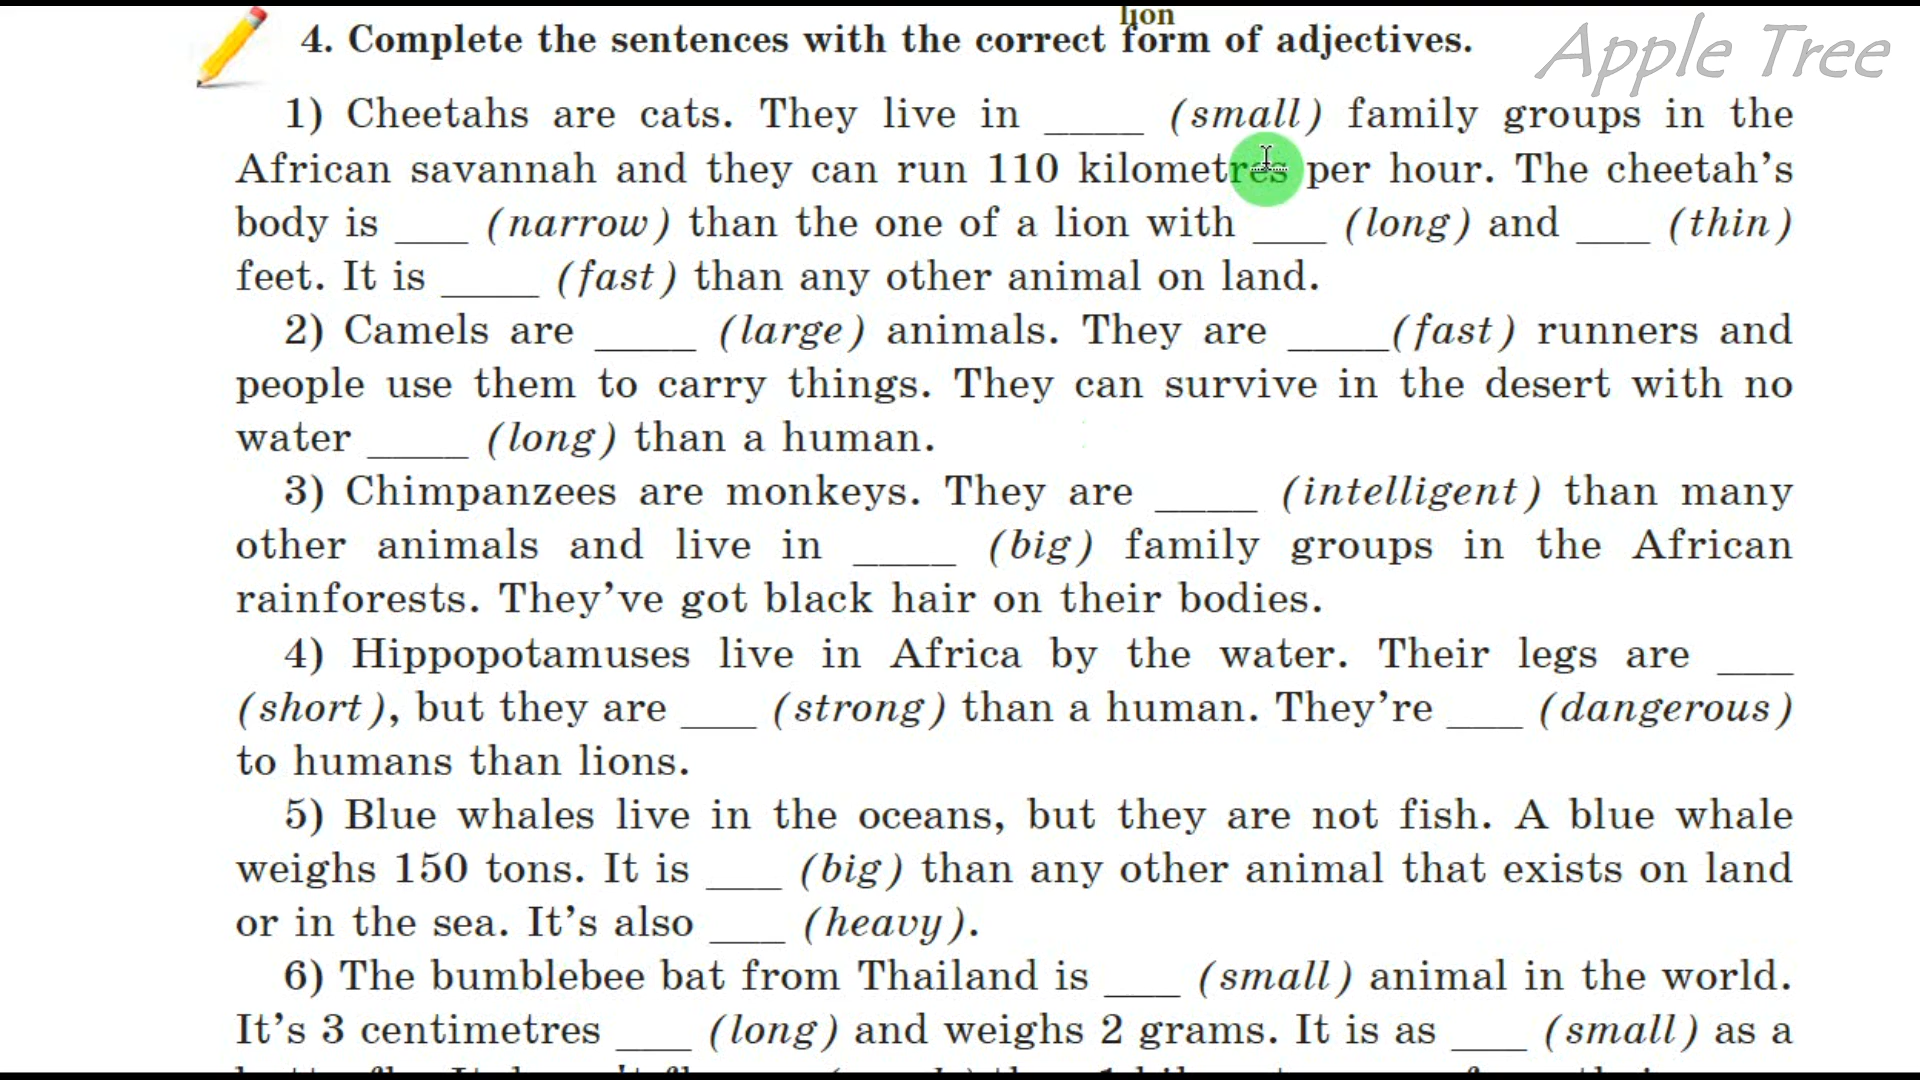 lion
4. Complete the sentences with the correct form of adjectives.
Apple Tree
1) Cheetahs are cats. They live in ____ (small) family groups in the
African savannah and they can run 110 kilometres per hour. The cheetah’s
body is ___ (narrow) than the one of a lion with ___ (long) and ___ (thin)
feet. It is ____ (fast) than any other animal on land.
2) Camels are ____ (large) animals. They are ____(fast) runners and
people use them to carry things. They can survive in the desert with no
water ____ (long) than a human.
3) Chimpanzees are monkeys. They are ____ (intelligent) than many
other animals and live in ____ (big) family groups in the African
rainforests. They’ve got black hair on their bodies.
4) Hippopotamuses live in Africa by the water. Their legs are ___
(short), but they are ___ (strong) than a human. They’re ___ (dangerous)
to humans than lions.
5) Blue whales live in the oceans, but they are not fish. A blue whale
weighs 150 tons. It is ___ (big) than any other animal that exists on land
or in the sea. It’s also ___ (heavy).
6) The bumblebee bat from Thailand is ___ (small) animal in the world.
It’s 3 centimetres ___ (long) and weighs 2 grams. It is as ___ (small) as a